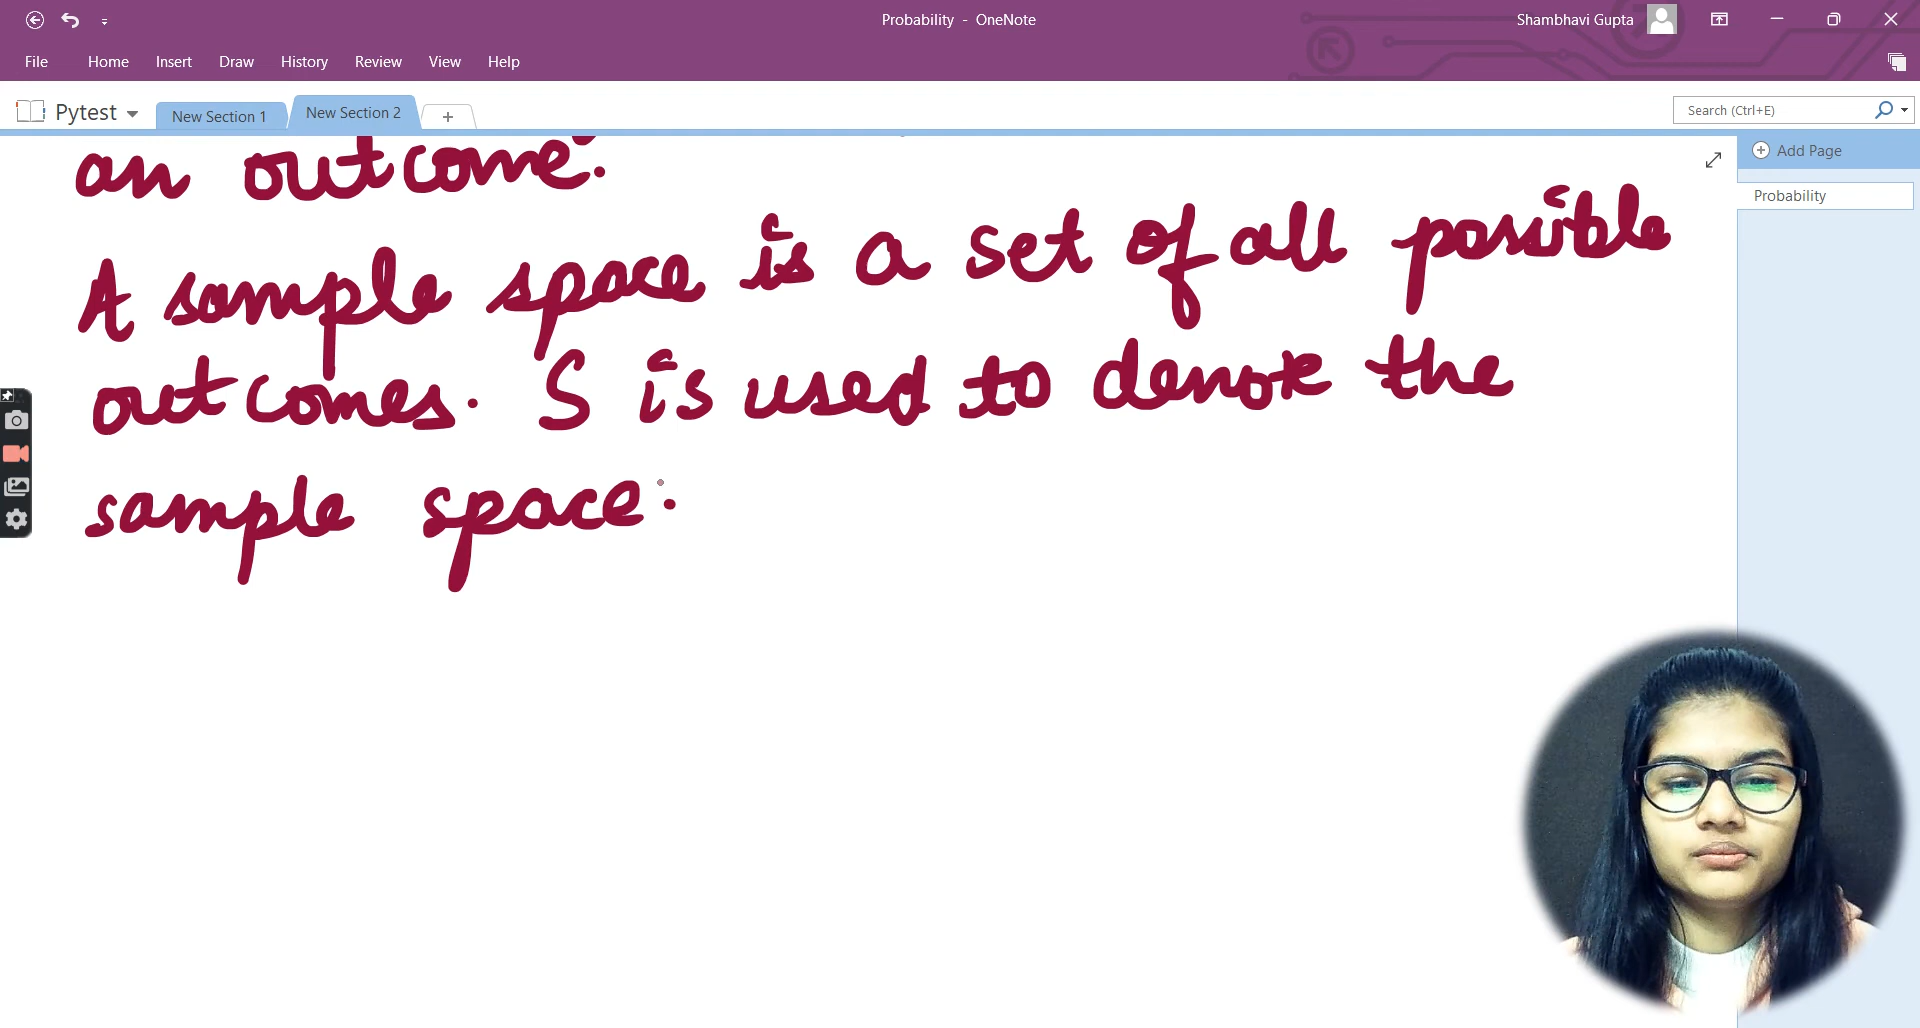 Probability - OneNote
Shambhavi Gupta
File Home Insert Draw History Review View Help
Pytest New Section 1 New Section 2 +
Search (Ctrl+E)
Add Page
Probability
an outcome.
A sample space is a set of all possible
outcomes. S is used to denote the
sample space.